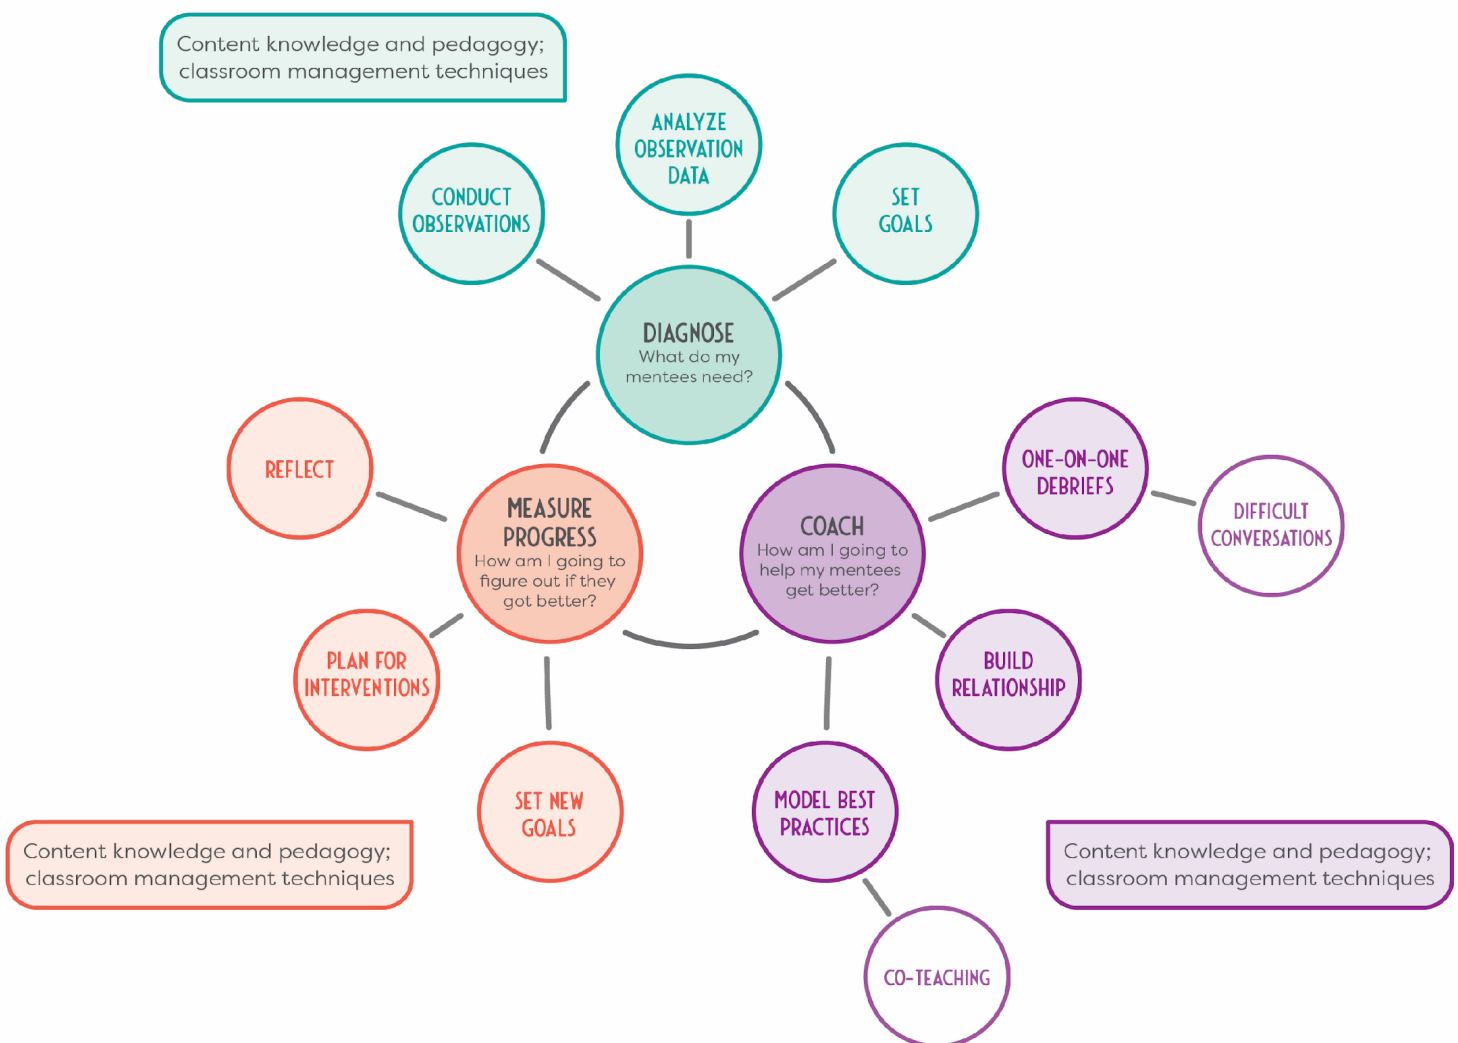 Content knowledge and pedagogy;
classroom management techniques
ANALYZE
OBSERVATION
DATA
CONDUCT
OBSERVATIONS
SET
GOALS
DIAGNOSE
What do my
mentees need?
REFLECT
MEASURE
PROGRESS
How am I going to
figure out if they
got better?
COACH
How am I going to
help my mentees
get better?
ONE-ON-ONE
DEBRIEFS
DIFFICULT
CONVERSATIONS
PLAN FOR
INTERVENTIONS
BUILD
RELATIONSHIP
SET NEW
GOALS
MODEL BEST
PRACTICES
Content knowledge and pedagogy;
classroom management techniques
Content knowledge and pedagogy;
classroom management techniques
CO-TEACHING